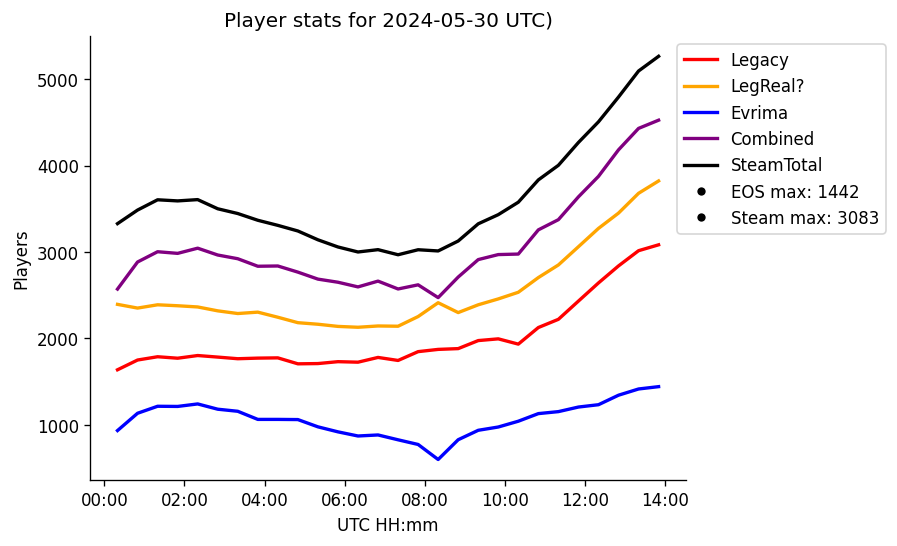 Player stats for 2024-05-30 UTC)
Legacy
LegReal?
Evrima
Combined
SteamTotal
EOS max: 1442
Steam max: 3083
Players
5000
4000
3000
2000
1000
00:00 02:00 04:00 06:00 08:00 10:00 12:00 14:00
UTC HH:mm